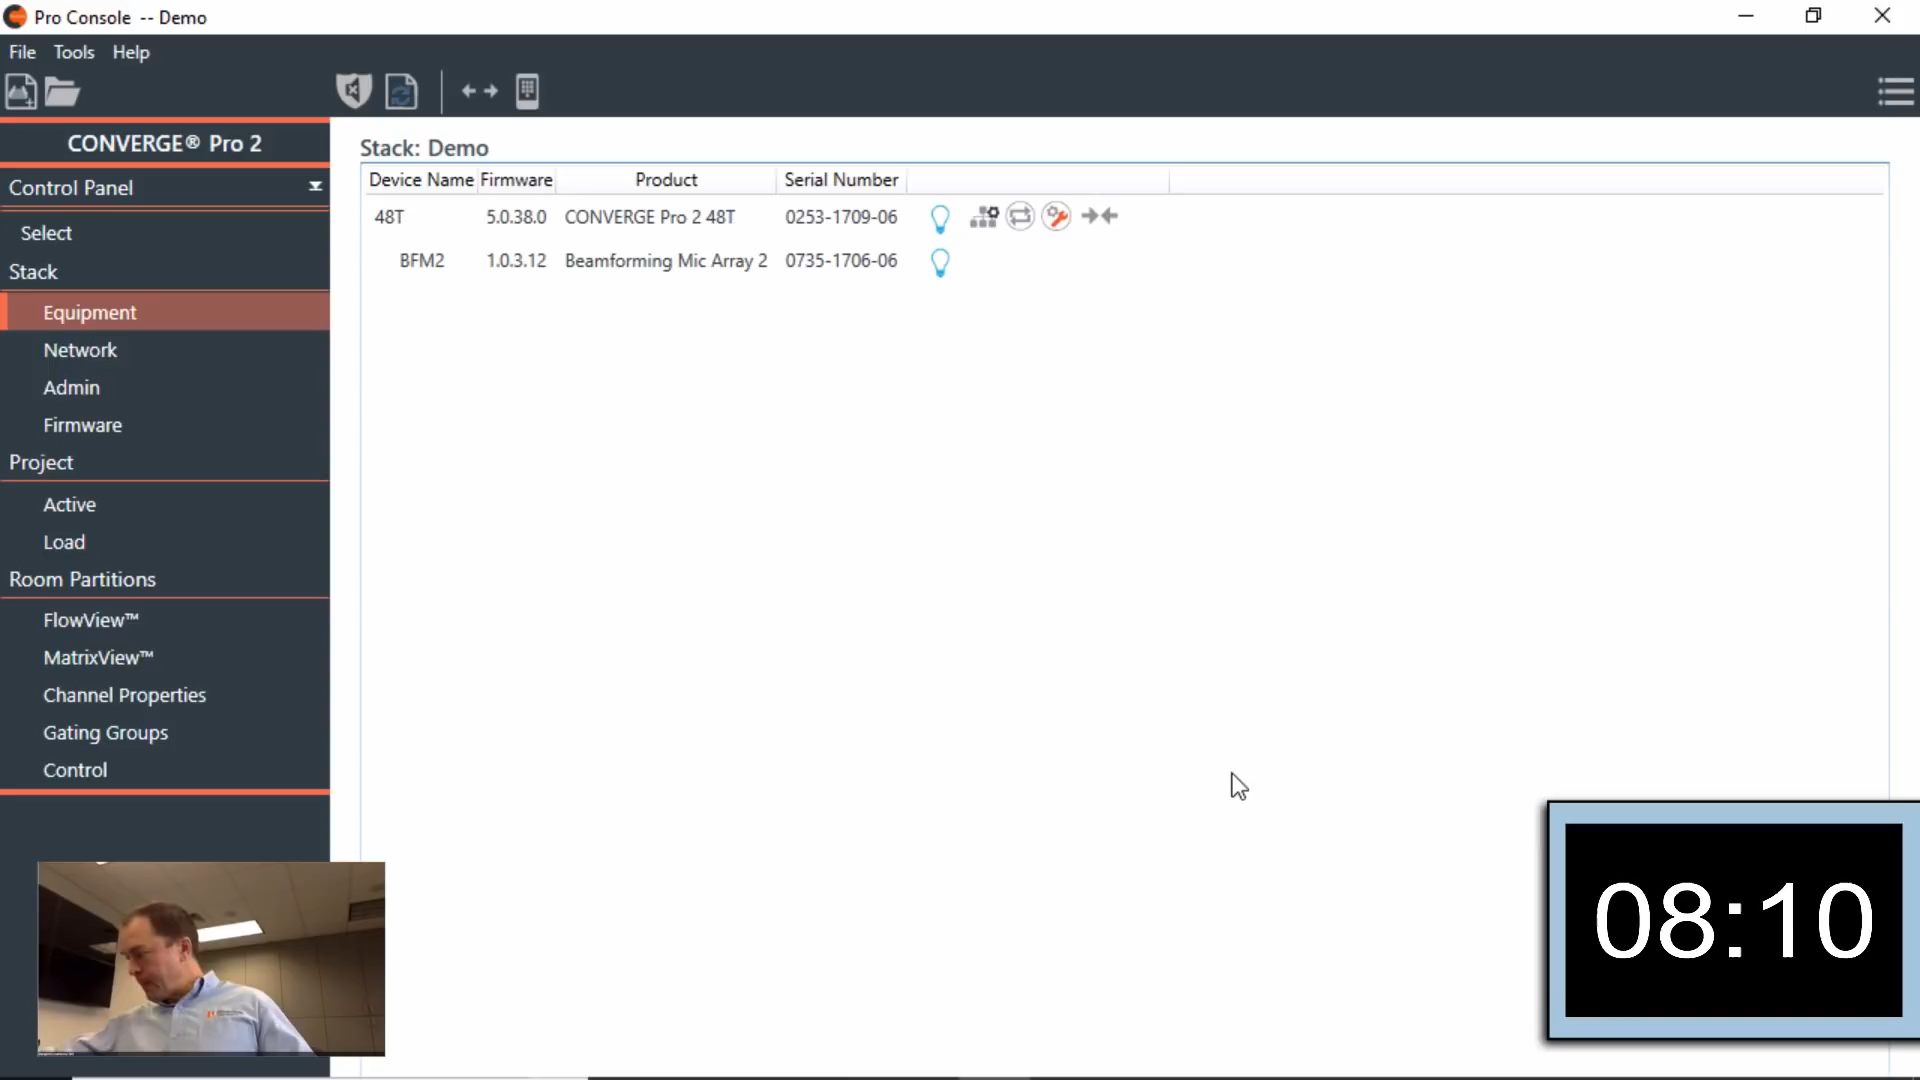 Pro Console -- Demo
File Tools Help
CONVERGE® Pro 2
Control Panel
Select
Stack
Equipment
Network
Admin
Firmware
Project
Active
Load
Room Partitions
FlowView™
MatrixView™
Channel Properties
Gating Groups
Control
Stack: Demo
Device Name Firmware Product Serial Number
48T 5.0.38.0 CONVERGE Pro 2 48T 0253-1709-06
BFM2 1.0.3.12 Beamforming Mic Array 2 0735-1706-06
08:10